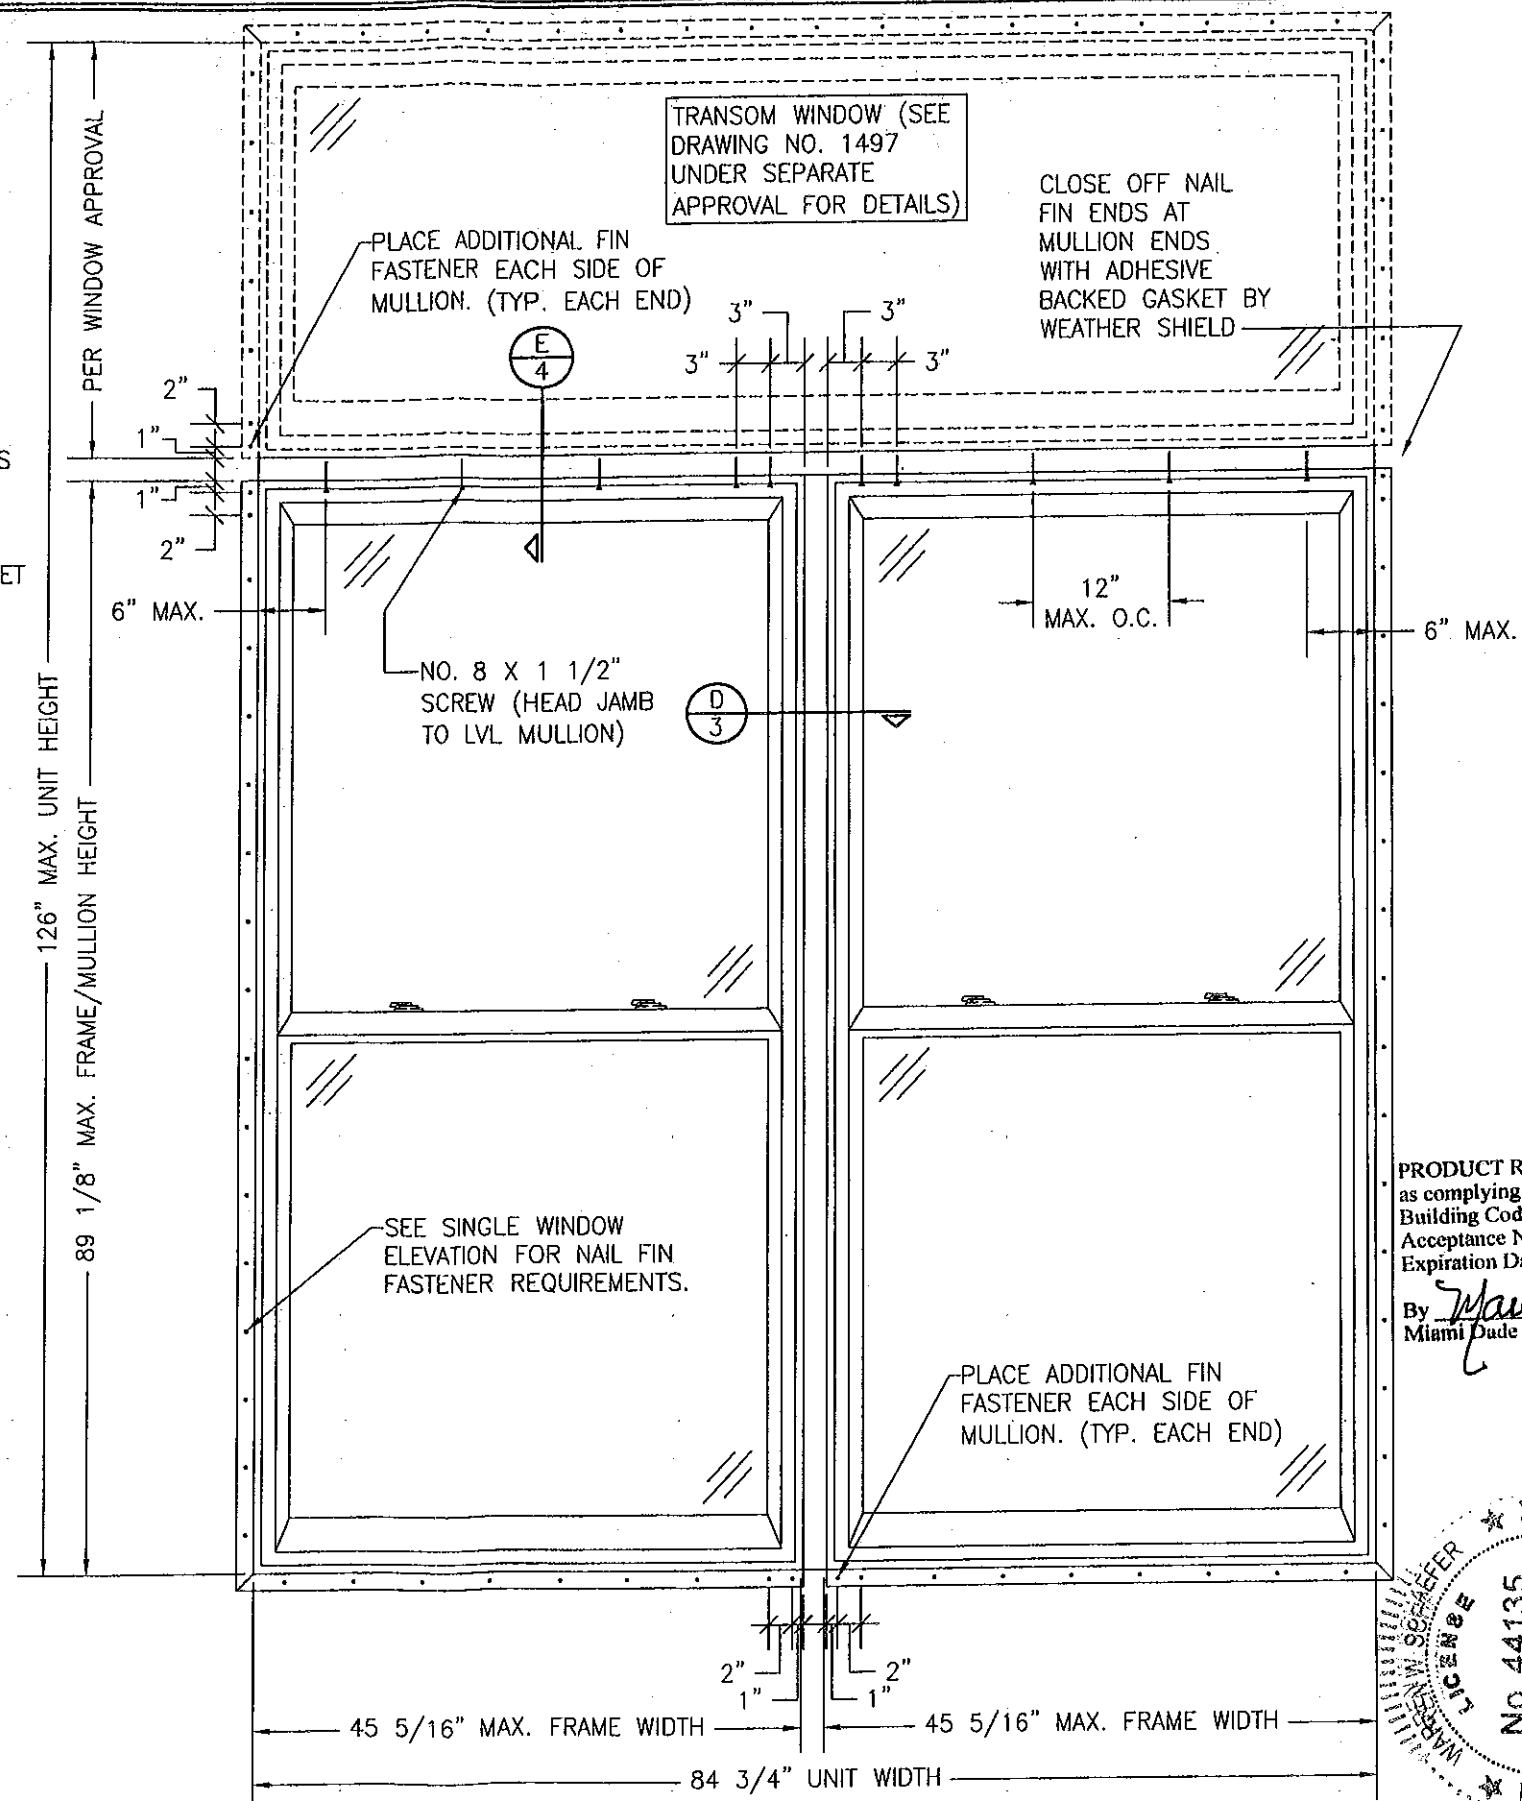 TRANSOM WINDOW (SEE
DRAWING NO. 1497
UNDER SEPARATE
APPROVAL FOR DETAILS)
CLOSE OFF NAIL
FIN ENDS AT
MULLION ENDS
WITH ADHESIVE
BACKED GASKET BY
WEATHER SHIELD
PER WINDOW APPROVAL
PLACE ADDITIONAL FIN
FASTENER EACH SIDE OF
MULLION. (TYP. EACH END)
E
4
3"
3"
3"
3"
2"
1"
S
1"
2"
ET
6" MAX.
12"
MAX. O.C.
6" MAX.
NO. 8 X 1 1/2"
SCREW (HEAD JAMB
TO LVL MULLION)
D
3
126" MAX. UNIT HEIGHT
89 1/8" MAX. FRAME/MULLION HEIGHT
SEE SINGLE WINDOW
ELEVATION FOR NAIL FIN
FASTENER REQUIREMENTS.
PRODUCT R
as complying
Building Cod
Acceptance N
Expiration Da
By
Miami Dade
PLACE ADDITIONAL FIN
FASTENER EACH SIDE OF
MULLION. (TYP. EACH END)
WARREN W. SCHAEFER
LICENSE
No. 44135
2"
1"
2"
1"
45 5/16" MAX. FRAME WIDTH
45 5/16" MAX. FRAME WIDTH
84 3/4" UNIT WIDTH